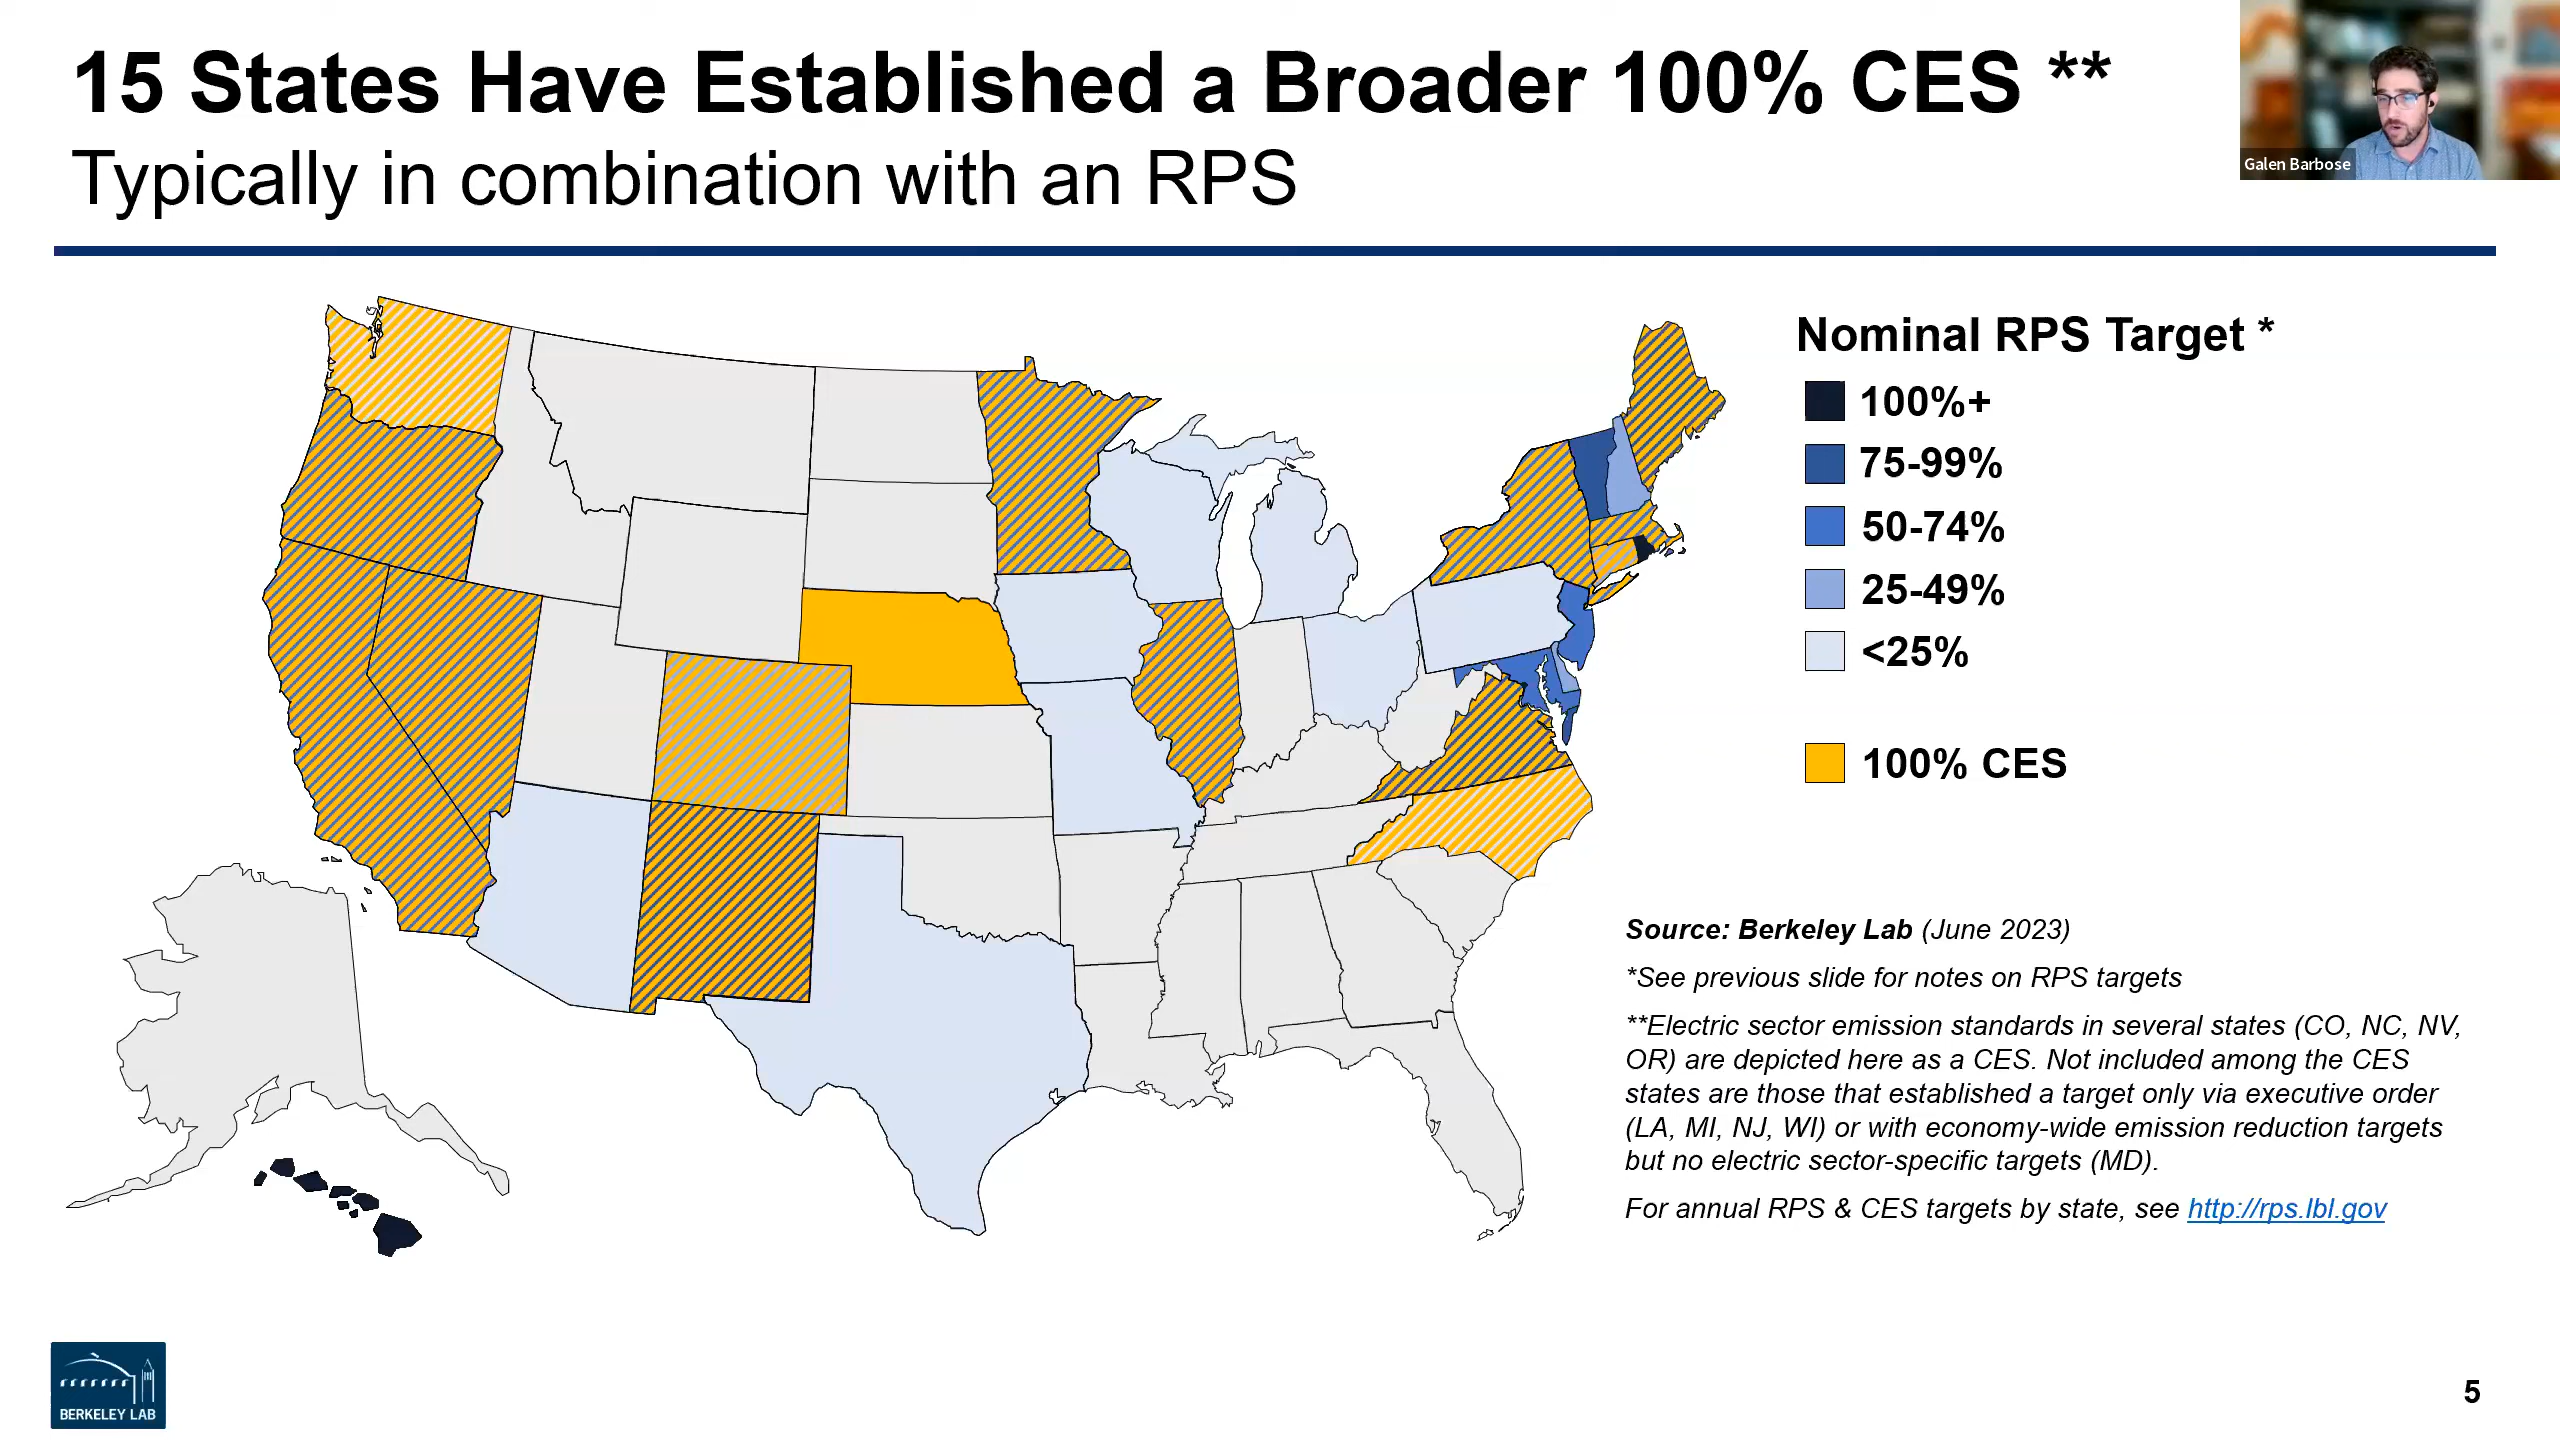 15 States Have Established a Broader 100% CES **
Typically in combination with an RPS
Galen Barbose
Nominal RPS Target *
100%+
75-99%
50-74%
25-49%
<25%
100% CES
Source: Berkeley Lab (June 2023)
*See previous slide for notes on RPS targets
**Electric sector emission standards in several states (CO, NC, NV,
OR) are depicted here as a CES. Not included among the CES
states are those that established a target only via executive order
(LA, MI, NJ, WI) or with economy-wide emission reduction targets
but no electric sector-specific targets (MD).
For annual RPS & CES targets by state, see http://rps.lbl.gov
BERKELEY LAB
5